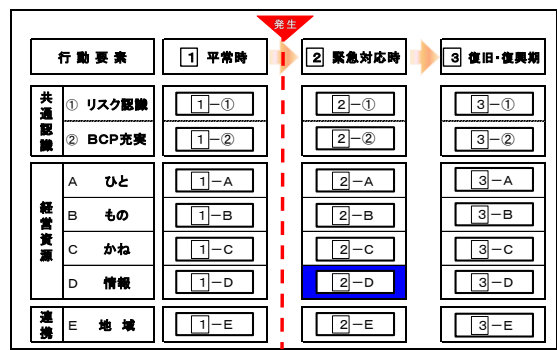 発生
行動要素 1 平常時 2 緊急対応時 3 復旧・復興期
共通認識
① リスク認識 1－① 2－① 3－①
② BCP充実 1－② 2－② 3－②
経営資源
A ひと 1－A 2－A 3－A
B もの 1－B 2－B 3－B
C かね 1－C 2－C 3－C
D 情報 1－D 2－D 3－D
連携
E 地域 1－E 2－E 3－E